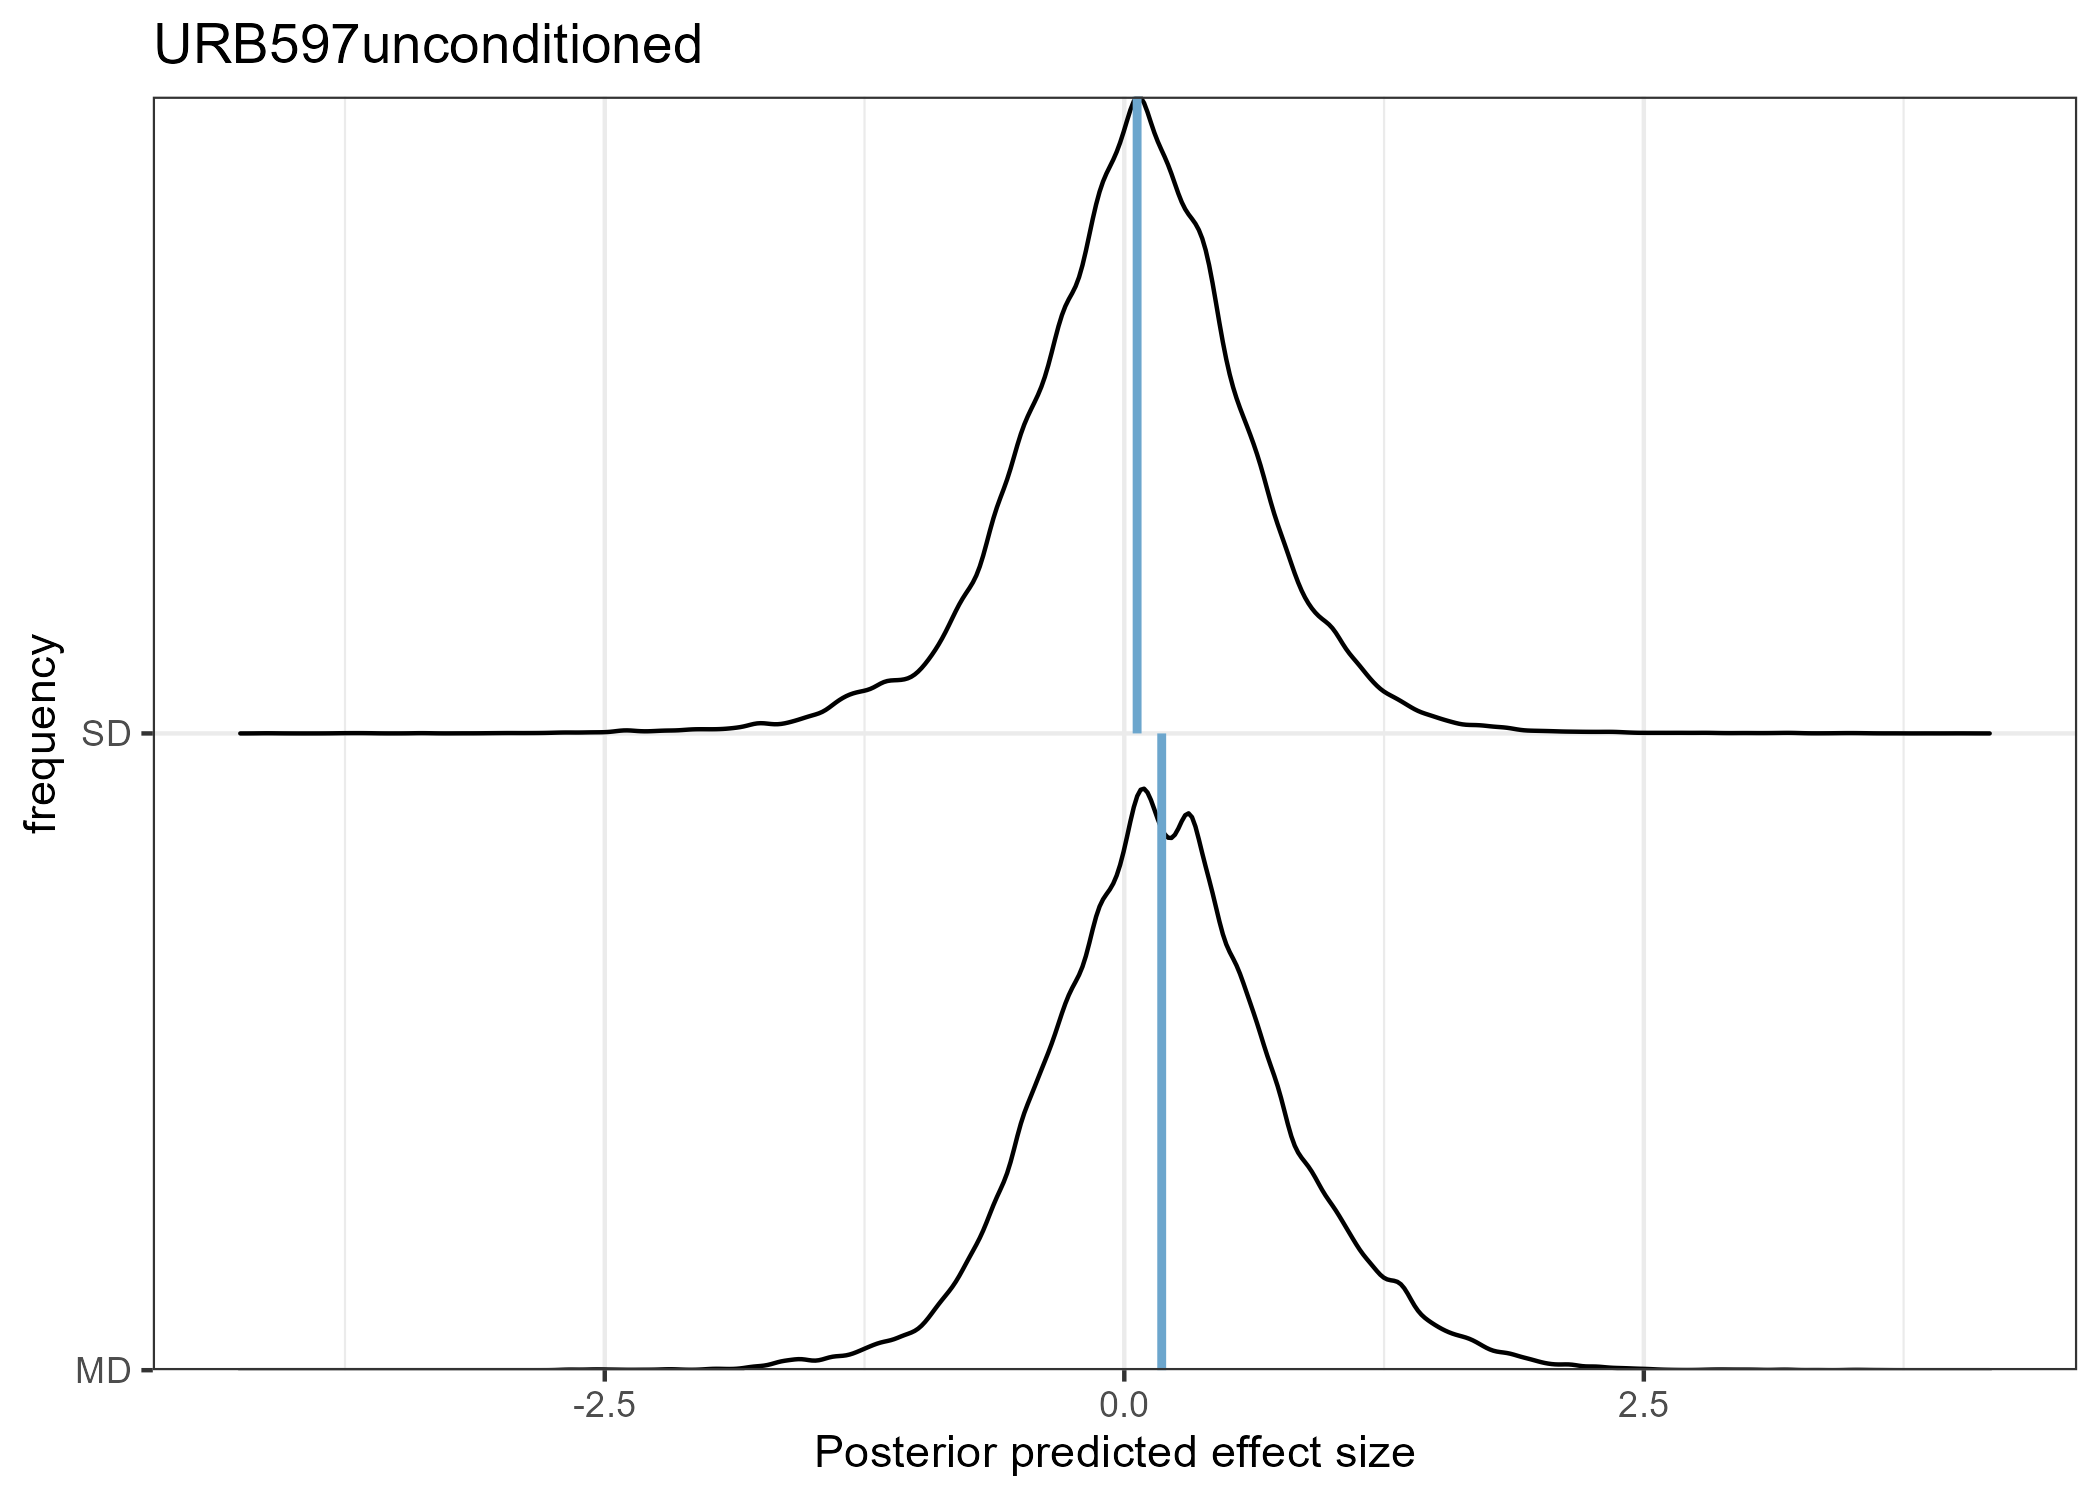 URB597unconditioned
frequency
SD
MD
-2.5
0.0
2.5
Posterior predicted effect size